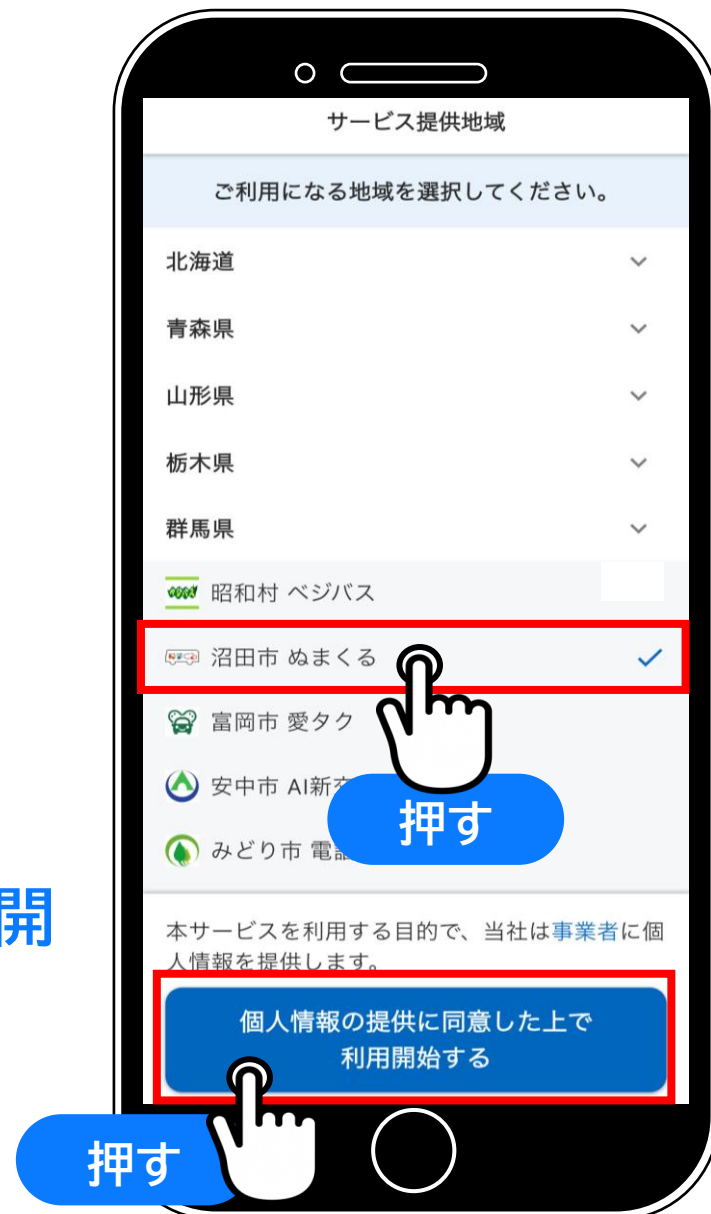 サービス提供地域
ご利用になる地域を選択してください。
北海道
青森県
山形県
栃木県
群馬県
昭和村 ベジバス
沼田市 ぬまくる
富岡市 愛タク
安中市 AI新
押す
みどり市 電
開
本サービスを利用する目的で、当社は事業者に個
人情報を提供します。
個人情報の提供に同意した上で
利用開始する
押す